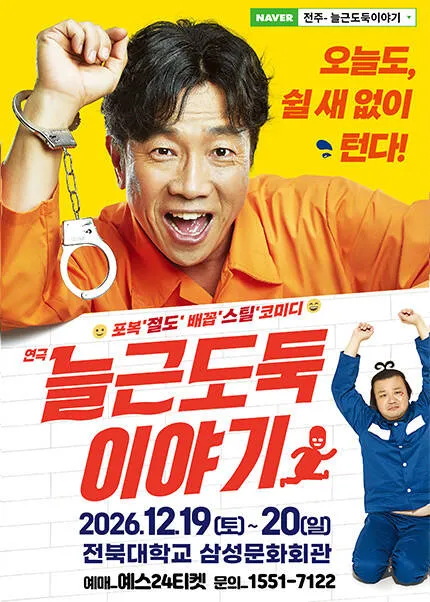 NAVER 전주- 늘근도둑이야기
오늘도,
쉴 새 없이
턴다!
포복'절도' 배꼽'스틸'코미디
연극
늘근도둑
이야기
2026.12.19(토)~20(일)
전북대학교 삼성문화회관
예매_예스24티켓 문의_1551-7122